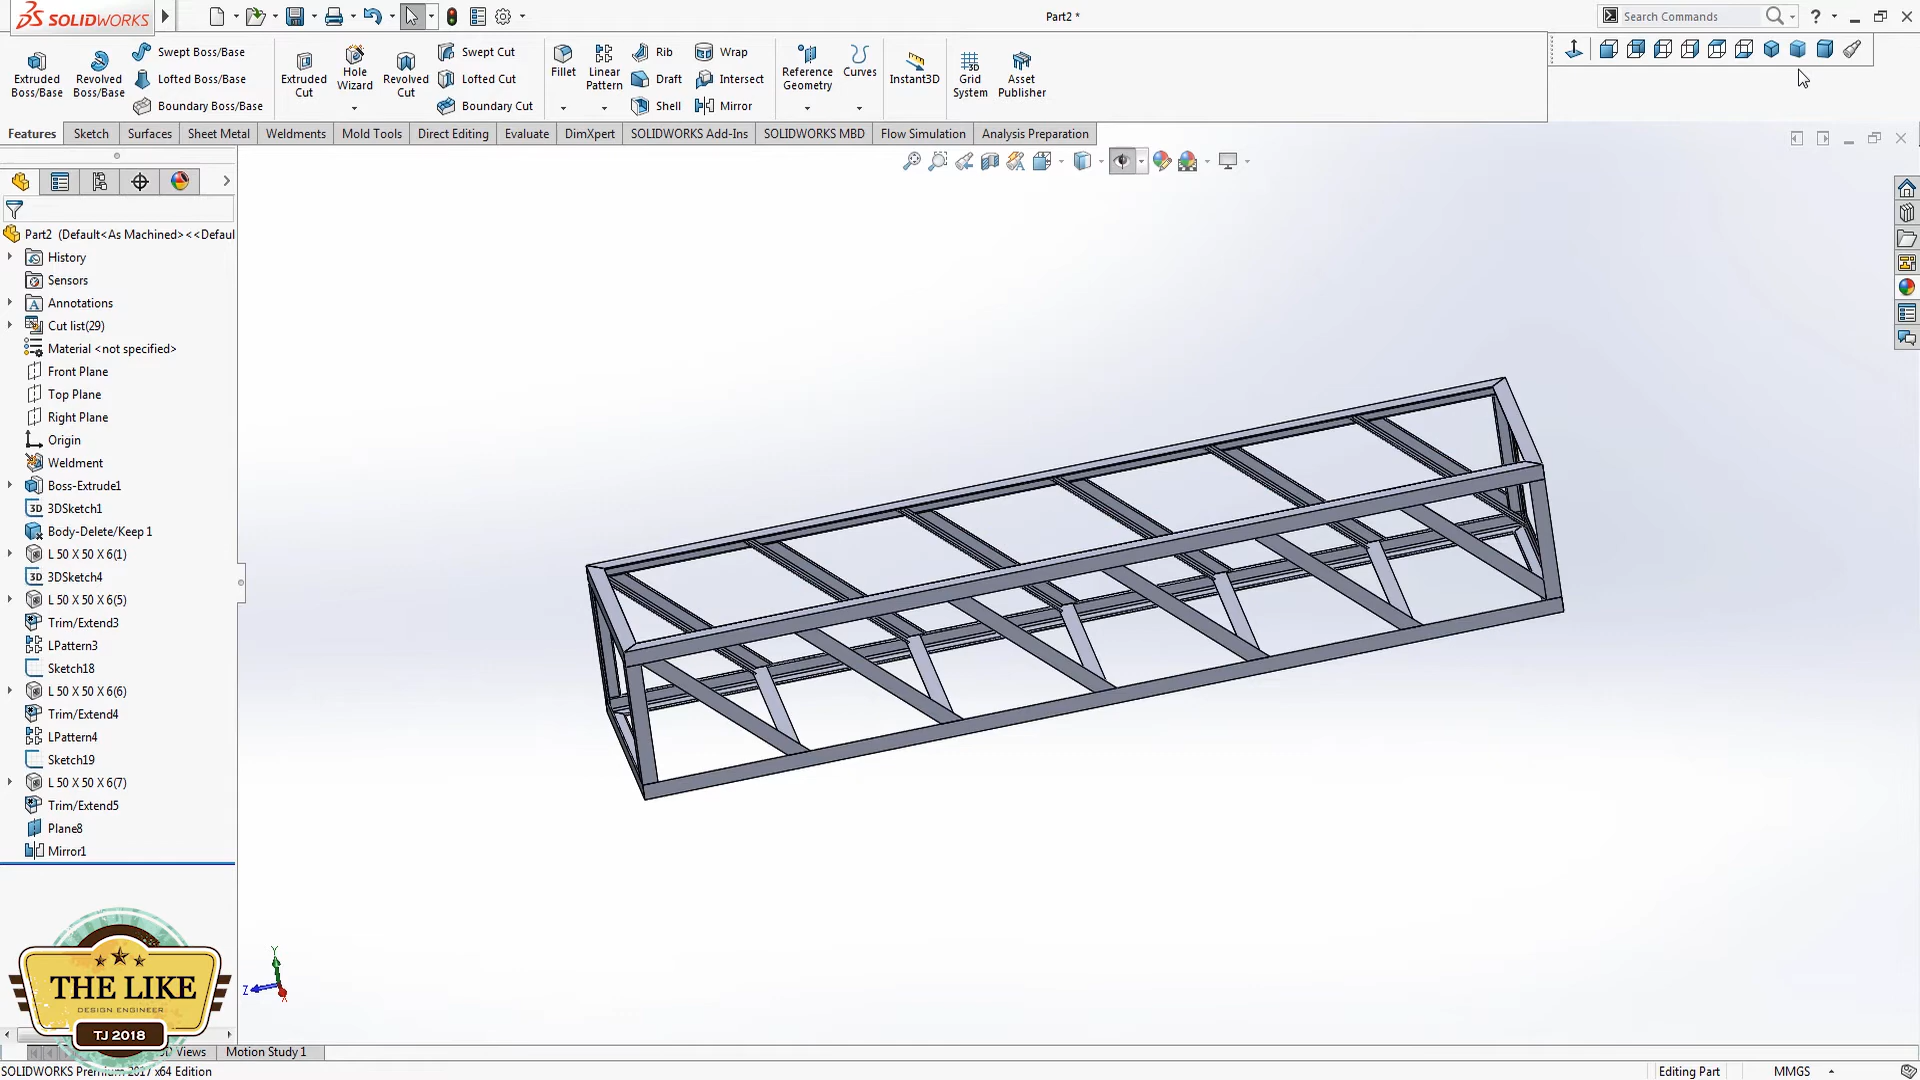 SOLIDWORKS
Part2 *
Search Commands
Extruded Boss/Base
Revolved Boss/Base
Swept Boss/Base
Lofted Boss/Base
Boundary Boss/Base
Extruded Cut
Hole Wizard
Revolved Cut
Swept Cut
Lofted Cut
Boundary Cut
Fillet
Linear Pattern
Rib
Draft
Shell
Wrap
Intersect
Mirror
Reference Geometry
Curves
Instant3D
Grid System
Asset Publisher
Features
Sketch
Surfaces
Sheet Metal
Weldments
Mold Tools
Direct Editing
Evaluate
DimXpert
SOLIDWORKS Add-Ins
SOLIDWORKS MBD
Flow Simulation
Analysis Preparation
Part2 (Default<As Machined><<Defaul
History
Sensors
Annotations
Cut list(29)
Material <not specified>
Front Plane
Top Plane
Right Plane
Origin
Weldment
Boss-Extrude1
3DSketch1
Body-Delete/Keep 1
L 50 X 50 X 6(1)
3DSketch4
L 50 X 50 X 6(5)
Trim/Extend3
LPattern3
Sketch18
L 50 X 50 X 6(6)
Trim/Extend4
LPattern4
Sketch19
L 50 X 50 X 6(7)
Trim/Extend5
Plane8
Mirror1
THE LIKE
DESIGN ENGINEER
TJ 2018
Y
Z
X
Views
Motion Study 1
SOLIDWORKS Premium 2017 x64 Edition
Editing Part
MMGS